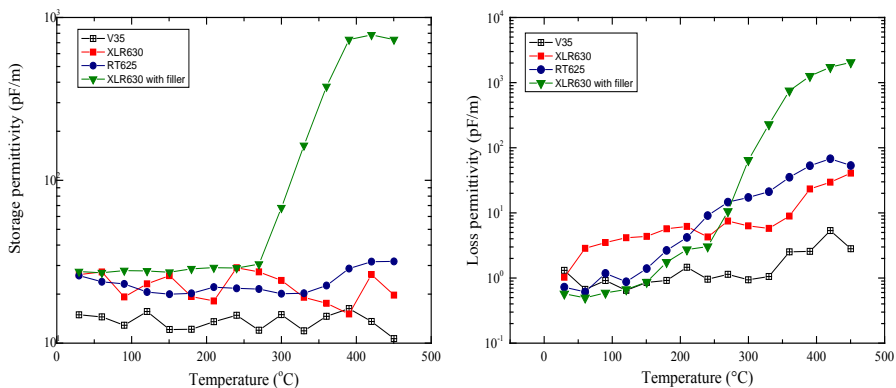 10³
10²
10¹
Storage permittivity (pF/m)
V35
XLR630
RT625
XLR630 with filler
0 100 200 300 400 500
Temperature (°C)
10⁴
10³
10²
10¹
10⁰
10⁻¹
Loss permittivity (pF/m)
V35
XLR630
RT625
XLR630 with filler
0 100 200 300 400 500
Temperature (°C)